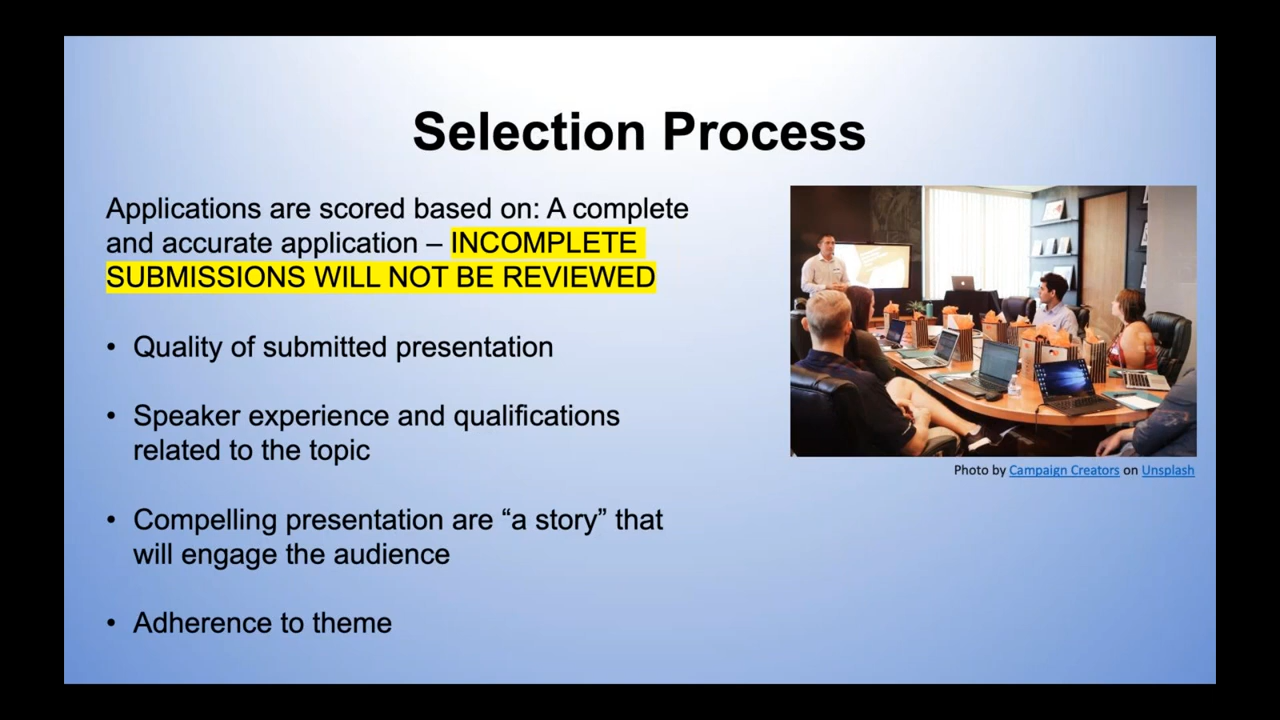 Selection Process
Applications are scored based on: A complete
and accurate application – INCOMPLETE
SUBMISSIONS WILL NOT BE REVIEWED
• Quality of submitted presentation
• Speaker experience and qualifications
related to the topic
• Compelling presentation are “a story” that
will engage the audience
• Adherence to theme
Photo by Campaign Creators on Unsplash